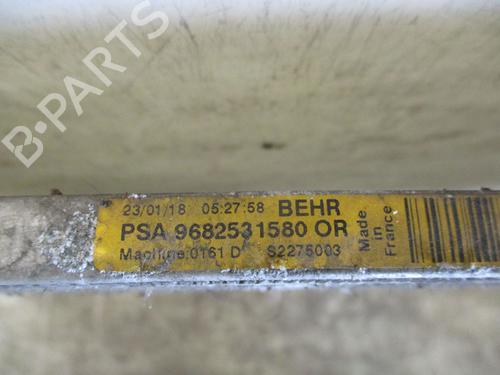 B-PARTS
23/01/18 05:27:58 BEHR
PSA 9682531580 OR
Machine:0161 D S2275003
Made
in
France